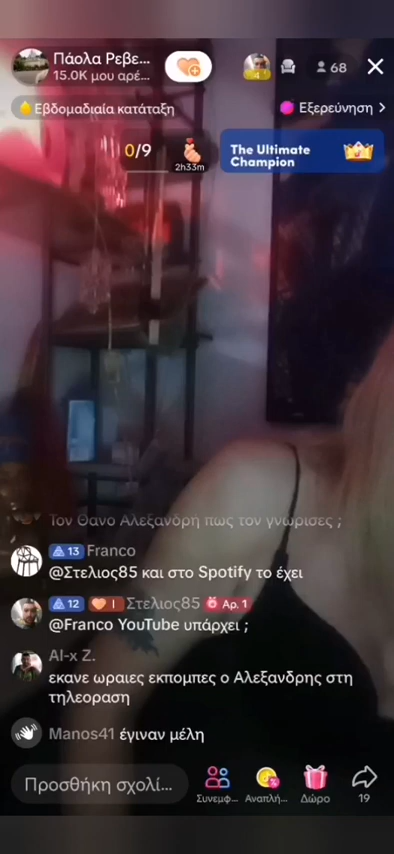 Πάολα Ρεβε...
15.0K μου αρέ...
4
68
Εβδομαδιαία κατάταξη
Εξερεύνηση >
0/9
2h33m
The Ultimate
Champion
Τον Θανο Αλεξανδρη πως τον γνωρισες ;
13 Franco
@Στελιος85 και στο Spotify το έχει
12 I Στελιος85 Αρ. 1
@Franco YouTube υπάρχει ;
Al-x Z.
εκανε ωραιες εκπομπες ο Αλεξανδρης στη
τηλεοραση
Manos41 έγιναν μέλη
Προσθήκη σχολί...
Συνεμφ...
Αναπλή...
Δώρο
19